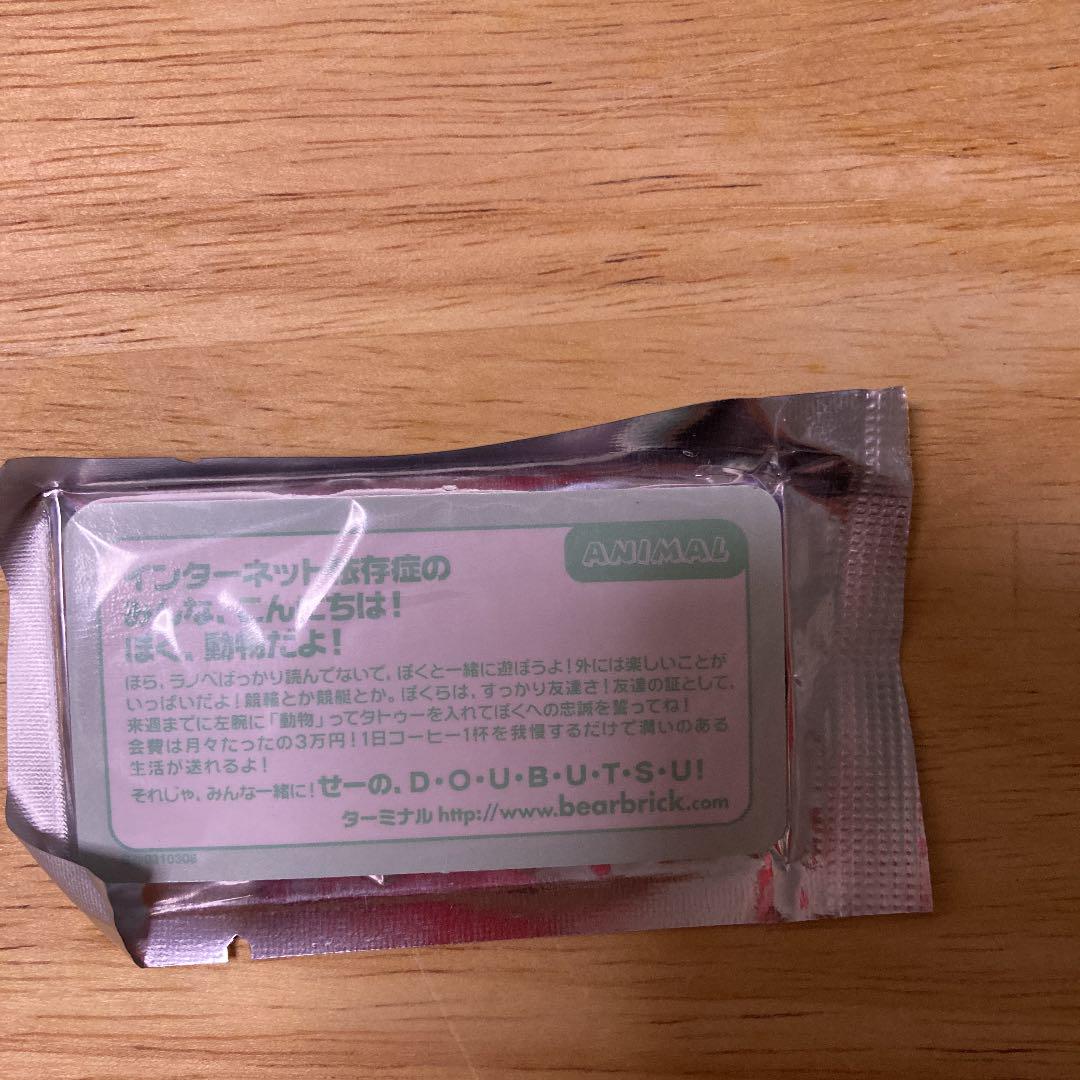 ANIMAL
インターネット依存症の
みんな、こんにちは！
ぼく、動物だよ！
ほら、ラノベばっかり読んでないで、ぼくと一緒に遊ぼうよ！外には楽しいことが
いっぱいだよ！競輪とか競艇とか。ぼくらは、すっかり友達さ！友達の証として、
来週までに左腕に「動物」ってタトゥーを入れてぼくへの忠誠を誓ってね！
会費は月々たったの3万円！1日コーヒー1杯を我慢するだけで潤いのある
生活が送れるよ！
それじゃ、みんな一緒に！せーの、D・O・U・B・U・T・S・U！
ターミナル http://www.bearbrick.com